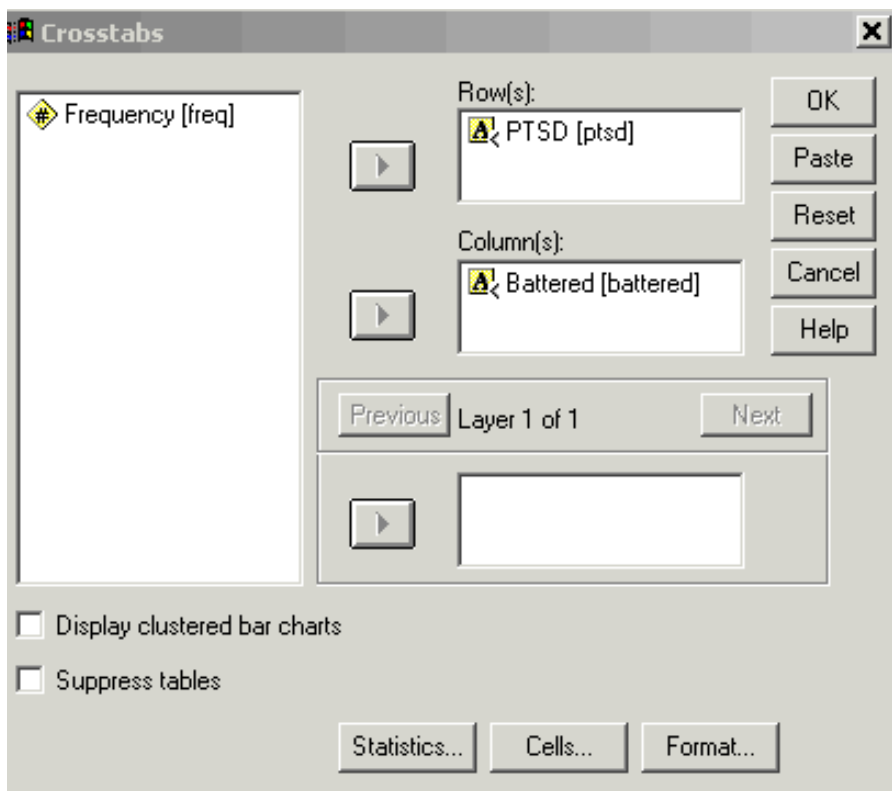 Crosstabs
Frequency [freq]
Row(s):
PTSD [ptsd]
Column(s):
Battered [battered]
OK
Paste
Reset
Cancel
Help
Previous
Layer 1 of 1
Next
Display clustered bar charts
Suppress tables
Statistics...
Cells...
Format...